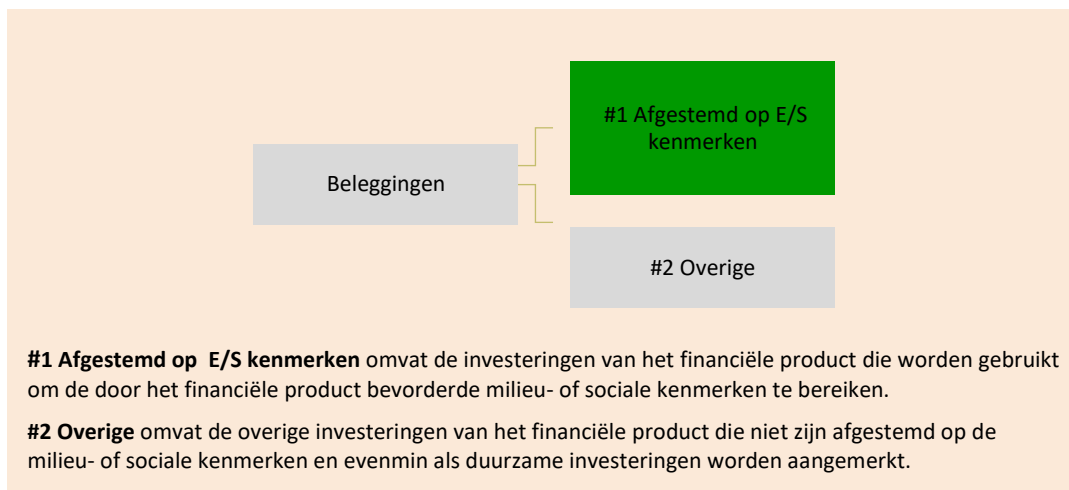 #1 Afgestemd op E/S
kenmerken
Beleggingen
#2 Overige
#1 Afgestemd op E/S kenmerken omvat de investeringen van het financiële product die worden gebruikt
om de door het financiële product bevorderde milieu- of sociale kenmerken te bereiken.
#2 Overige omvat de overige investeringen van het financiële product die niet zijn afgestemd op de
milieu- of sociale kenmerken en evenmin als duurzame investeringen worden aangemerkt.